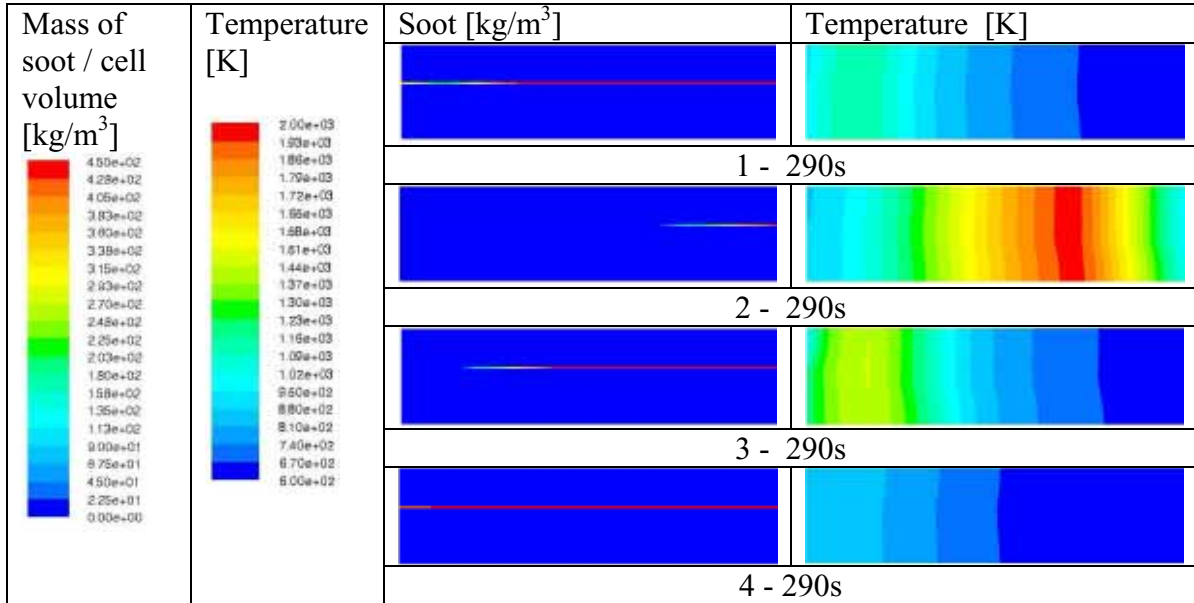 Mass of
soot / cell
volume
[kg/m³]
4.50e+02
4.28e+02
4.05e+02
3.83e+02
3.60e+02
3.38e+02
3.15e+02
2.93e+02
2.70e+02
2.48e+02
2.25e+02
2.03e+02
1.80e+02
1.58e+02
1.35e+02
1.13e+02
9.00e+01
6.75e+01
4.50e+01
2.25e+01
0.00e+00
Temperature
[K]
2.00e+03
1.93e+03
1.86e+03
1.79e+03
1.72e+03
1.65e+03
1.58e+03
1.51e+03
1.44e+03
1.37e+03
1.30e+03
1.23e+03
1.16e+03
1.09e+03
1.02e+03
9.50e+02
8.80e+02
8.10e+02
7.40e+02
6.70e+02
6.00e+02
Soot [kg/m³]
Temperature [K]
1 - 290s
2 - 290s
3 - 290s
4 - 290s